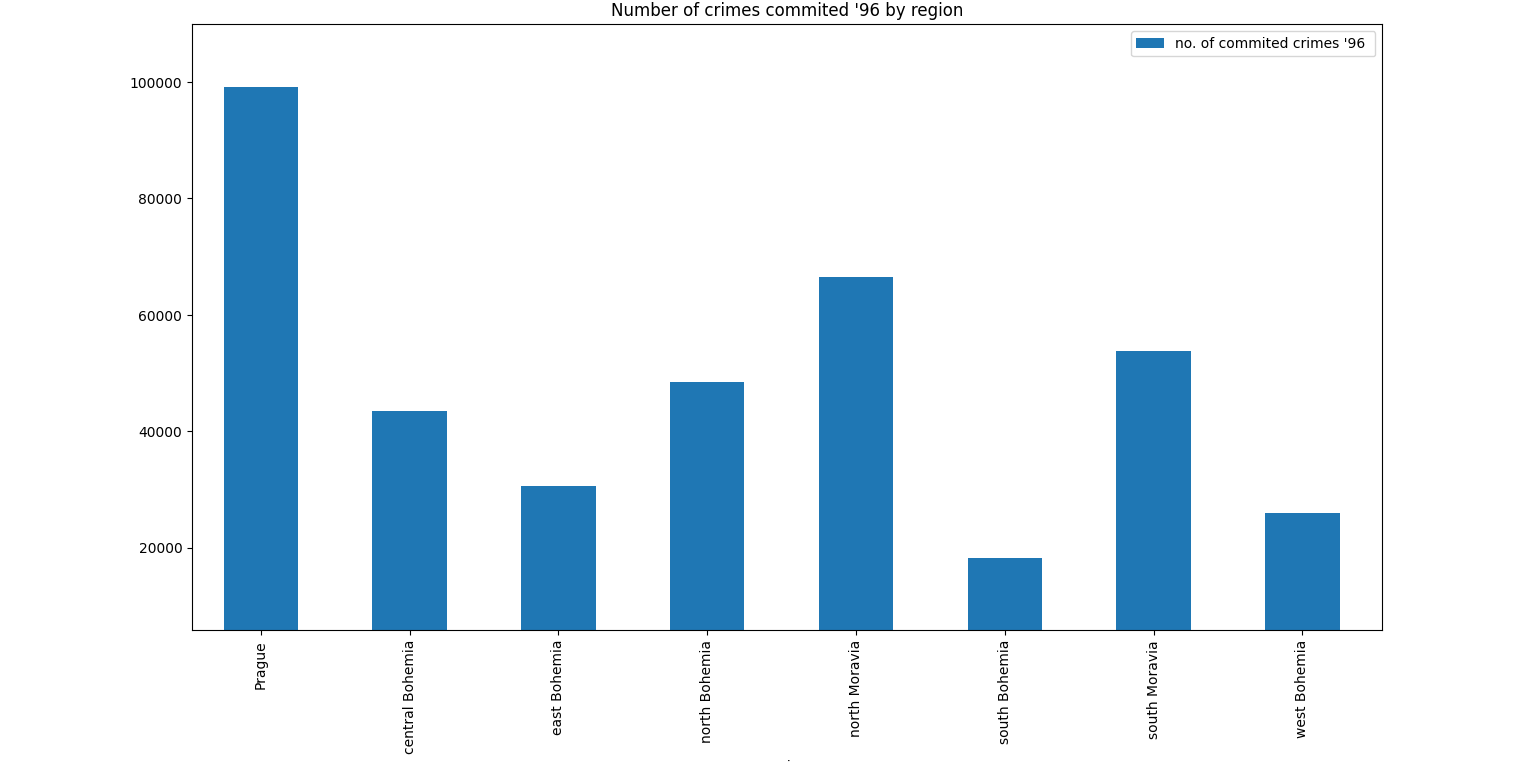 Number of crimes commited '96 by region
no. of commited crimes '96
100000
80000
60000
40000
20000
Prague
central Bohemia
east Bohemia
north Bohemia
north Moravia
south Bohemia
south Moravia
west Bohemia